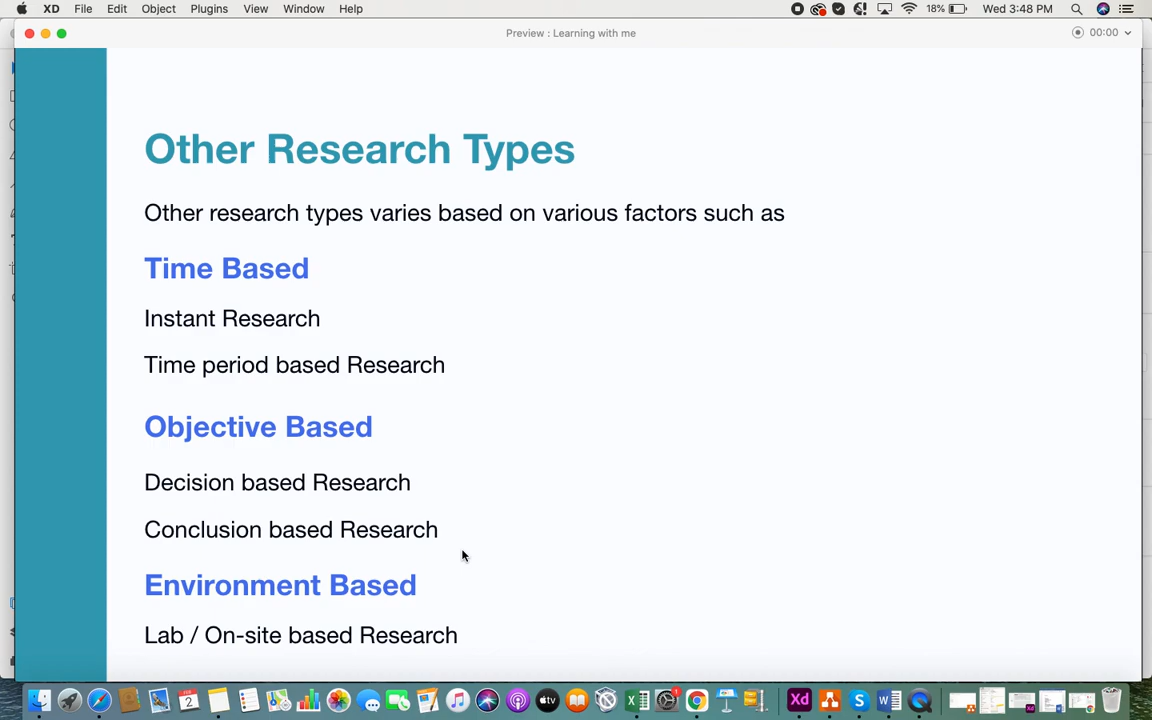 XD File Edit Object Plugins View Window Help 18% Wed 3:48 PM
Preview : Learning with me 00:00
Other Research Types
Other research types varies based on various factors such as
Time Based
Instant Research
Time period based Research
Objective Based
Decision based Research
Conclusion based Research
Environment Based
Lab / On-site based Research